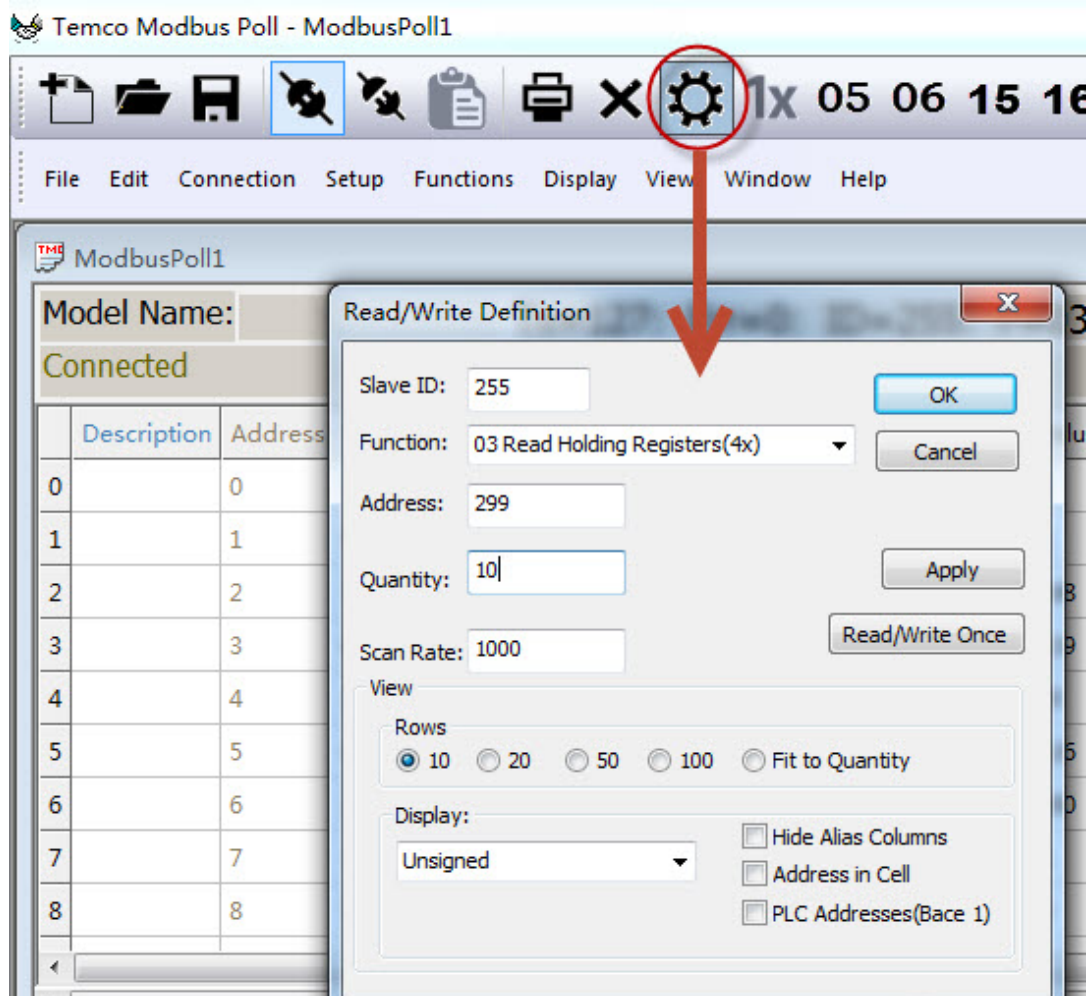 Temco Modbus Poll - ModbusPoll1
1x 05 06 15 16
File Edit Connection Setup Functions Display View Window Help
TMP
ModbusPoll1
Model Name:
Connected
Description Address
0 0
1 1
2 2
3 3
4 4
5 5
6 6
7 7
8 8
Read/Write Definition
Slave ID: 255 OK
Function: 03 Read Holding Registers(4x) Cancel
Address: 299
Quantity: 10 Apply
Read/Write Once
Scan Rate: 1000
View
Rows
10 20 50 100 Fit to Quantity
Display:
Unsigned
Hide Alias Columns
Address in Cell
PLC Addresses(Bace 1)